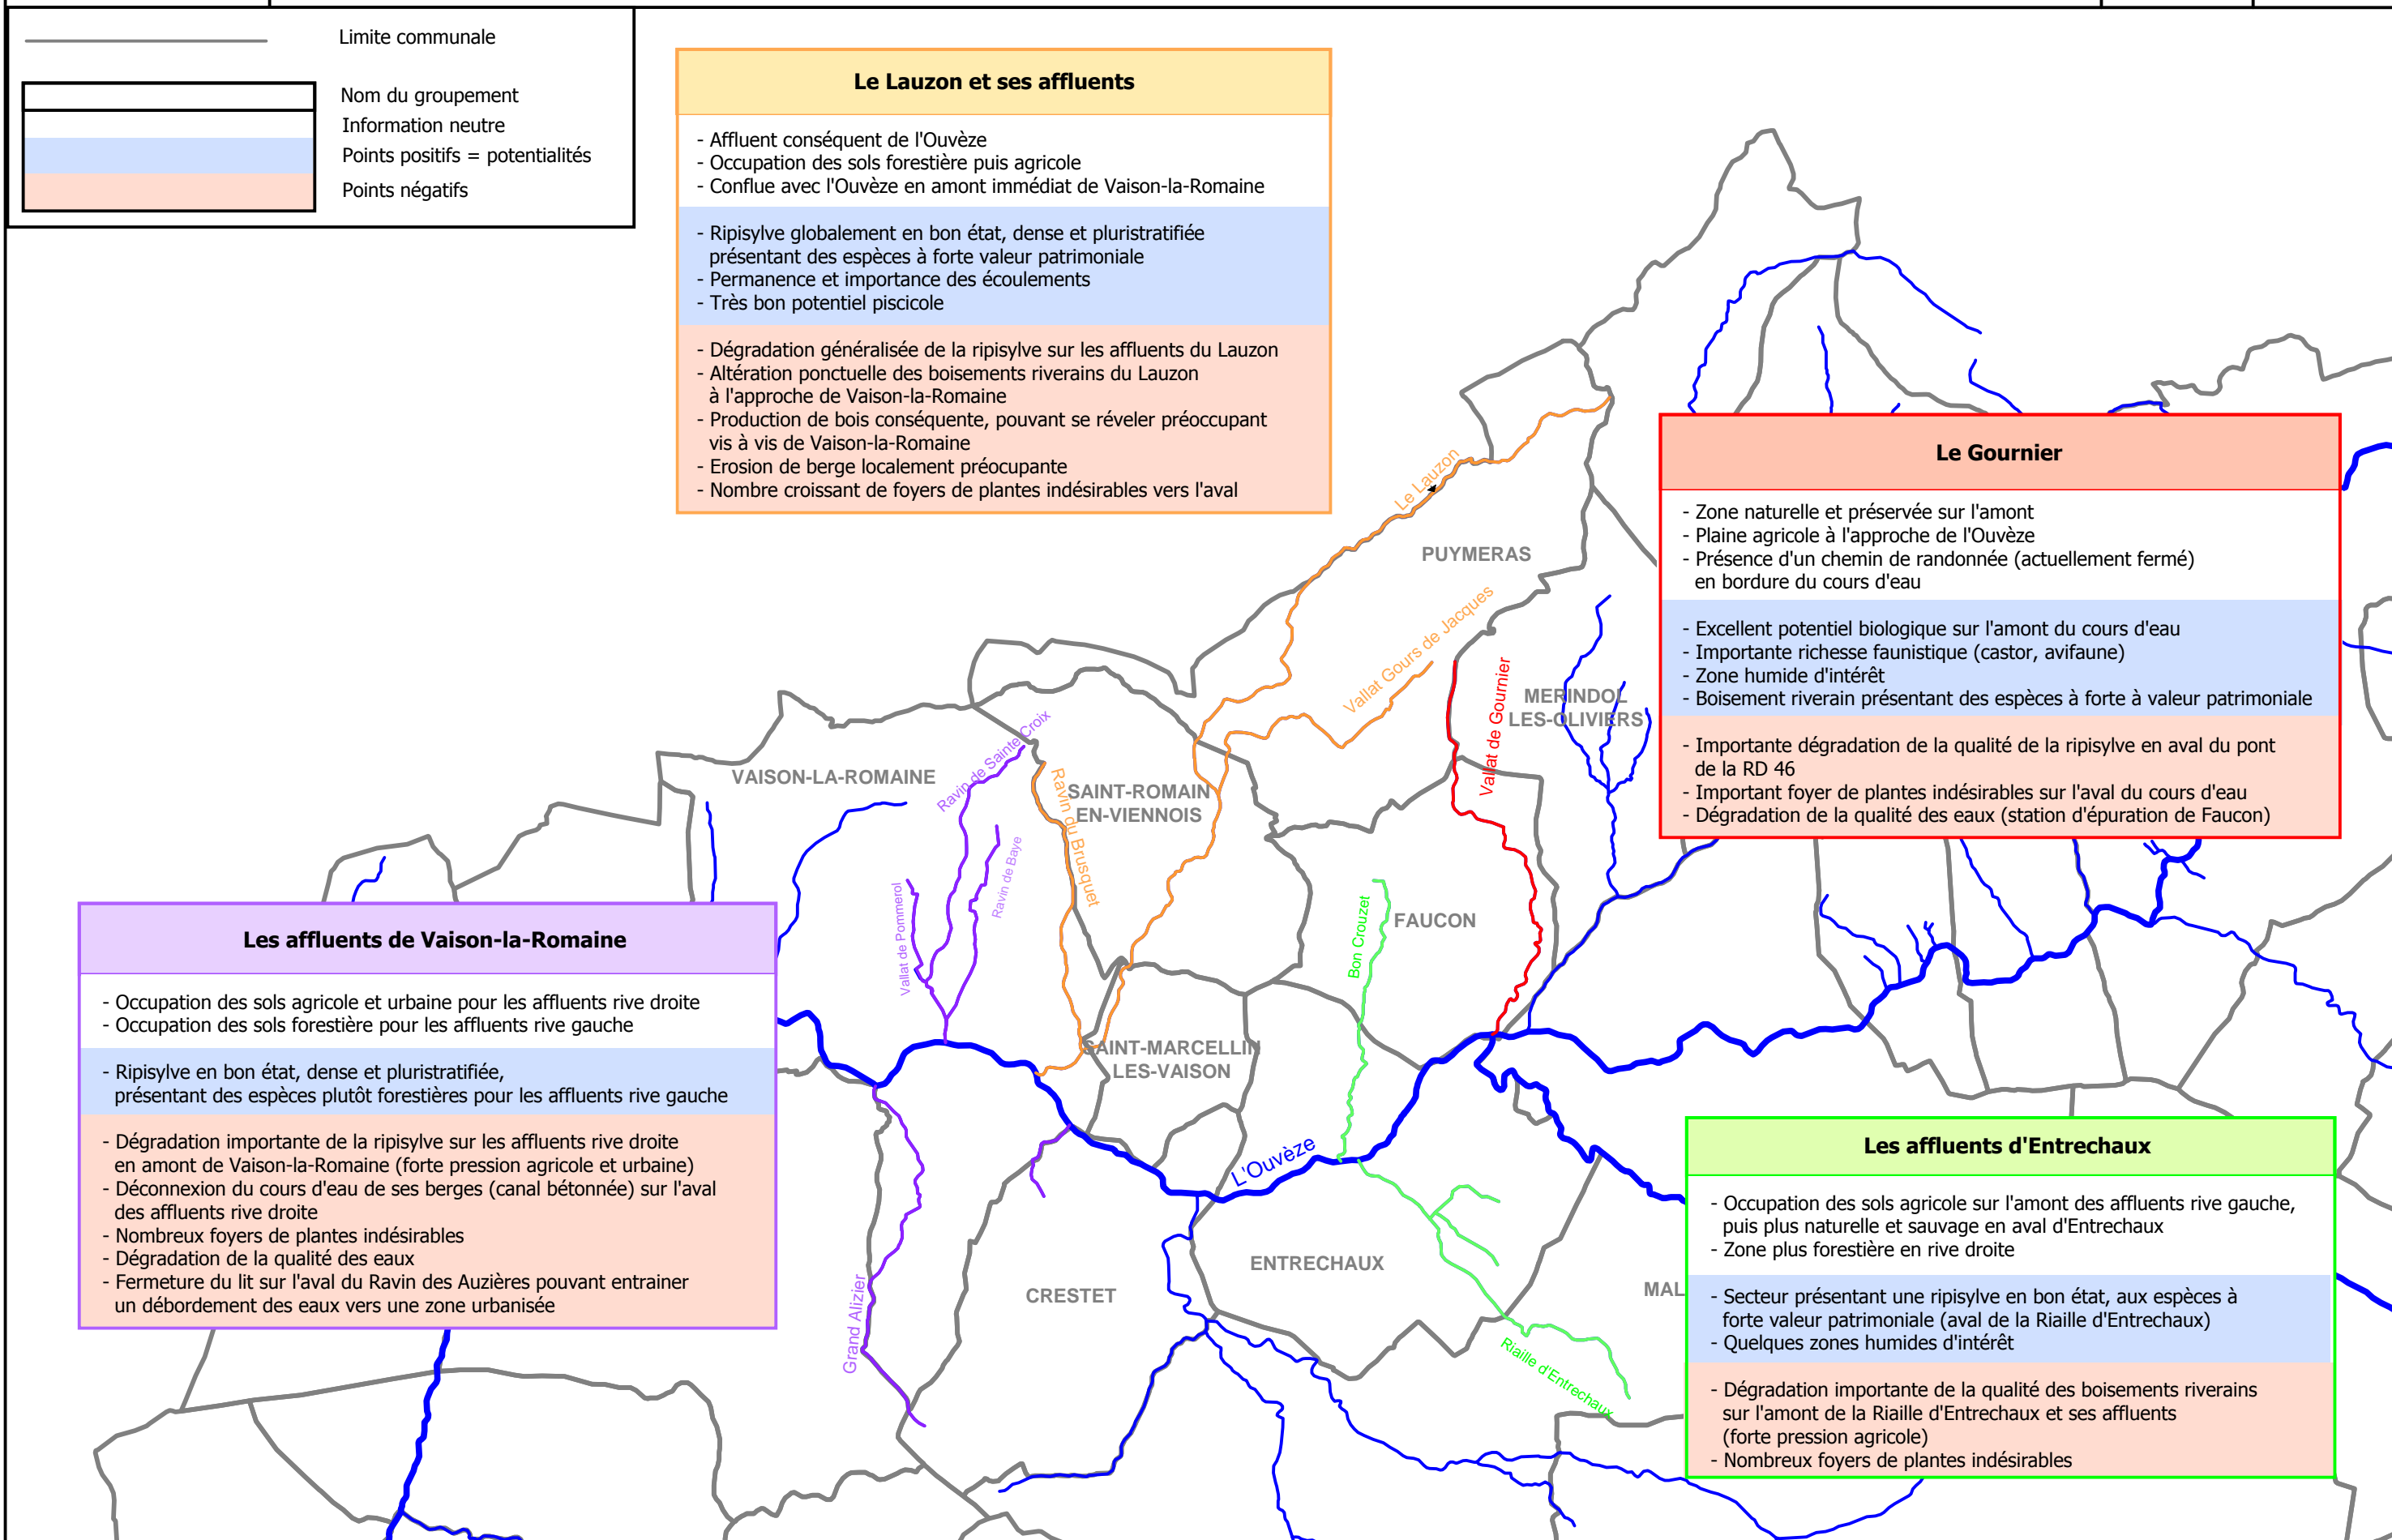 Limite communale
Nom du groupement
Information neutre
Points positifs = potentialités
Points négatifs
Le Lauzon et ses affluents
- Affluent conséquent de l'Ouvèze
- Occupation des sols forestière puis agricole
- Conflue avec l'Ouvèze en amont immédiat de Vaison-la-Romaine
- Ripisylve globalement en bon état, dense et pluristratifiée
présentant des espèces à forte valeur patrimoniale
- Permanence et importance des écoulements
- Très bon potentiel piscicole
- Dégradation généralisée de la ripisylve sur les affluents du Lauzon
- Altération ponctuelle des boisements riverains du Lauzon
à l'approche de Vaison-la-Romaine
- Production de bois conséquente, pouvant se réveler préoccupant
vis à vis de Vaison-la-Romaine
- Erosion de berge localement préoccupante
- Nombre croissant de foyers de plantes indésirables vers l'aval
Le Gournier
- Zone naturelle et préservée sur l'amont
- Plaine agricole à l'approche de l'Ouvèze
- Présence d'un chemin de randonnée (actuellement fermé)
en bordure du cours d'eau
- Excellent potentiel biologique sur l'amont du cours d'eau
- Importante richesse faunistique (castor, avifaune)
- Zone humide d'intérêt
- Boisement riverain présentant des espèces à forte à valeur patrimoniale
- Importante dégradation de la qualité de la ripisylve en aval du pont
de la RD 46
- Important foyer de plantes indésirables sur l'aval du cours d'eau
- Dégradation de la qualité des eaux (station d'épuration de Faucon)
Le Lauzon
PUYMERAS
Vallat Gours de Jacques
Vallat de Gournier
MERINDOL
LES-OLIVIERS
VAISON-LA-ROMAINE
Ravin de Sainte Croix
Ravin du Brusquet
SAINT-ROMAIN
EN-VIENNOIS
Ravin de Baye
Vallat de Pommerol
Bon Crouzet
FAUCON
SAINT-MARCELLIN
LES-VAISON
L'Ouvèze
ENTRECHAUX
CRESTET
MAL
Grand Alizier
Riaille d'Entrechaux
Les affluents de Vaison-la-Romaine
- Occupation des sols agricole et urbaine pour les affluents rive droite
- Occupation des sols forestière pour les affluents rive gauche
- Ripisylve en bon état, dense et pluristratifiée,
présentant des espèces plutôt forestières pour les affluents rive gauche
- Dégradation importante de la ripisylve sur les affluents rive droite
en amont de Vaison-la-Romaine (forte pression agricole et urbaine)
- Déconnexion du cours d'eau de ses berges (canal bétonnée) sur l'aval
des affluents rive droite
- Nombreux foyers de plantes indésirables
- Dégradation de la qualité des eaux
- Fermeture du lit sur l'aval du Ravin des Auzières pouvant entrainer
un débordement des eaux vers une zone urbanisée
Les affluents d'Entrechaux
- Occupation des sols agricole sur l'amont des affluents rive gauche,
puis plus naturelle et sauvage en aval d'Entrechaux
- Zone plus forestière en rive droite
- Secteur présentant une ripisylve en bon état, aux espèces à
forte valeur patrimoniale (aval de la Riaille d'Entrechaux)
- Quelques zones humides d'intérêt
- Dégradation importante de la qualité des boisements riverains
sur l'amont de la Riaille d'Entrechaux et ses affluents
(forte pression agricole)
- Nombreux foyers de plantes indésirables